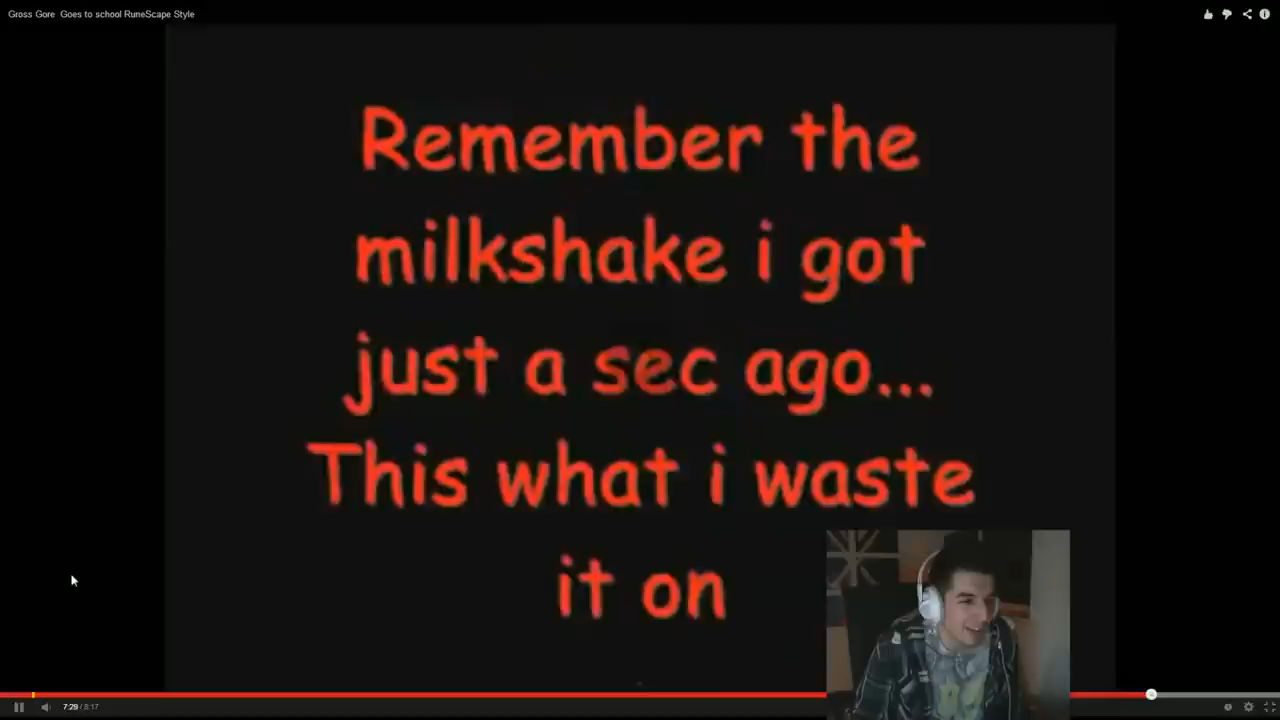 Gross Gore Goes to school RuneScape Style
Remember the
milkshake i got
just a sec ago...
This what i waste
it on
7:29 / 8:17